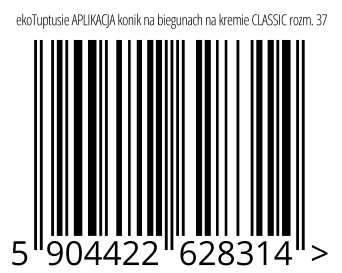 ekoTuptusie APLIKACJA konik na biegunach na kremie CLASSIC rozm. 37
5 904422 628314 >